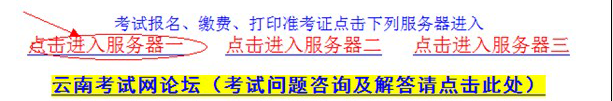 考试报名、缴费、打印准考证点击下列服务器进入
点击进入服务器一 点击进入服务器二 点击进入服务器三
云南考试网论坛（考试问题咨询及解答请点击此处）